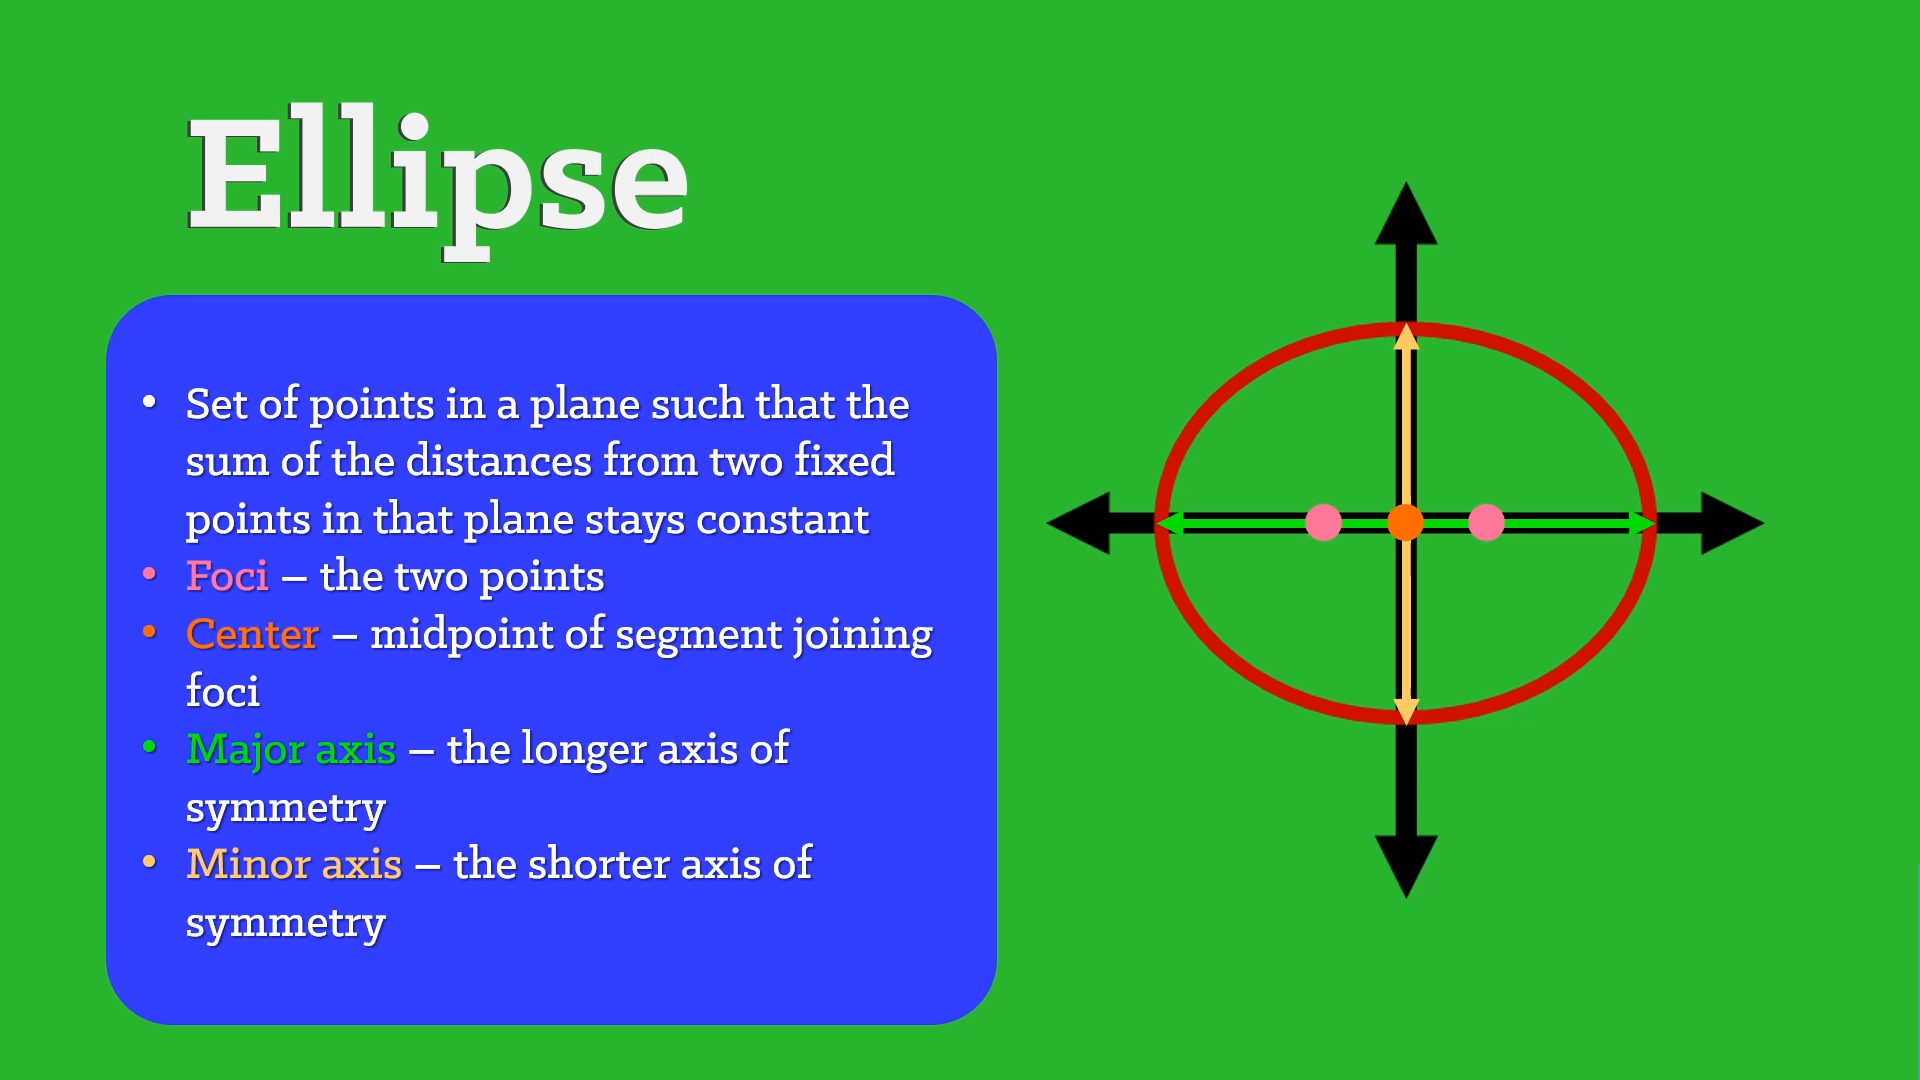 Ellipse
• Set of points in a plane such that the
sum of the distances from two fixed
points in that plane stays constant
• Foci – the two points
• Center – midpoint of segment joining
foci
• Major axis – the longer axis of
symmetry
• Minor axis – the shorter axis of
symmetry